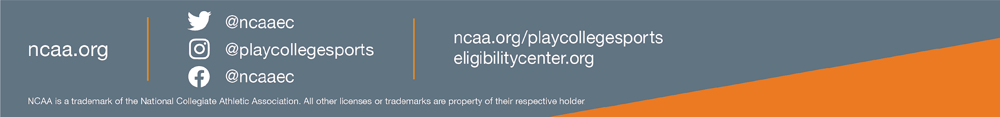 ncaa.org
@ncaaec
@playcollegesports
@ncaaec
ncaa.org/playcollegesports
eligibilitycenter.org
NCAA is a trademark of the National Collegiate Athletic Association. All other licenses or trademarks are property of their respective holder.